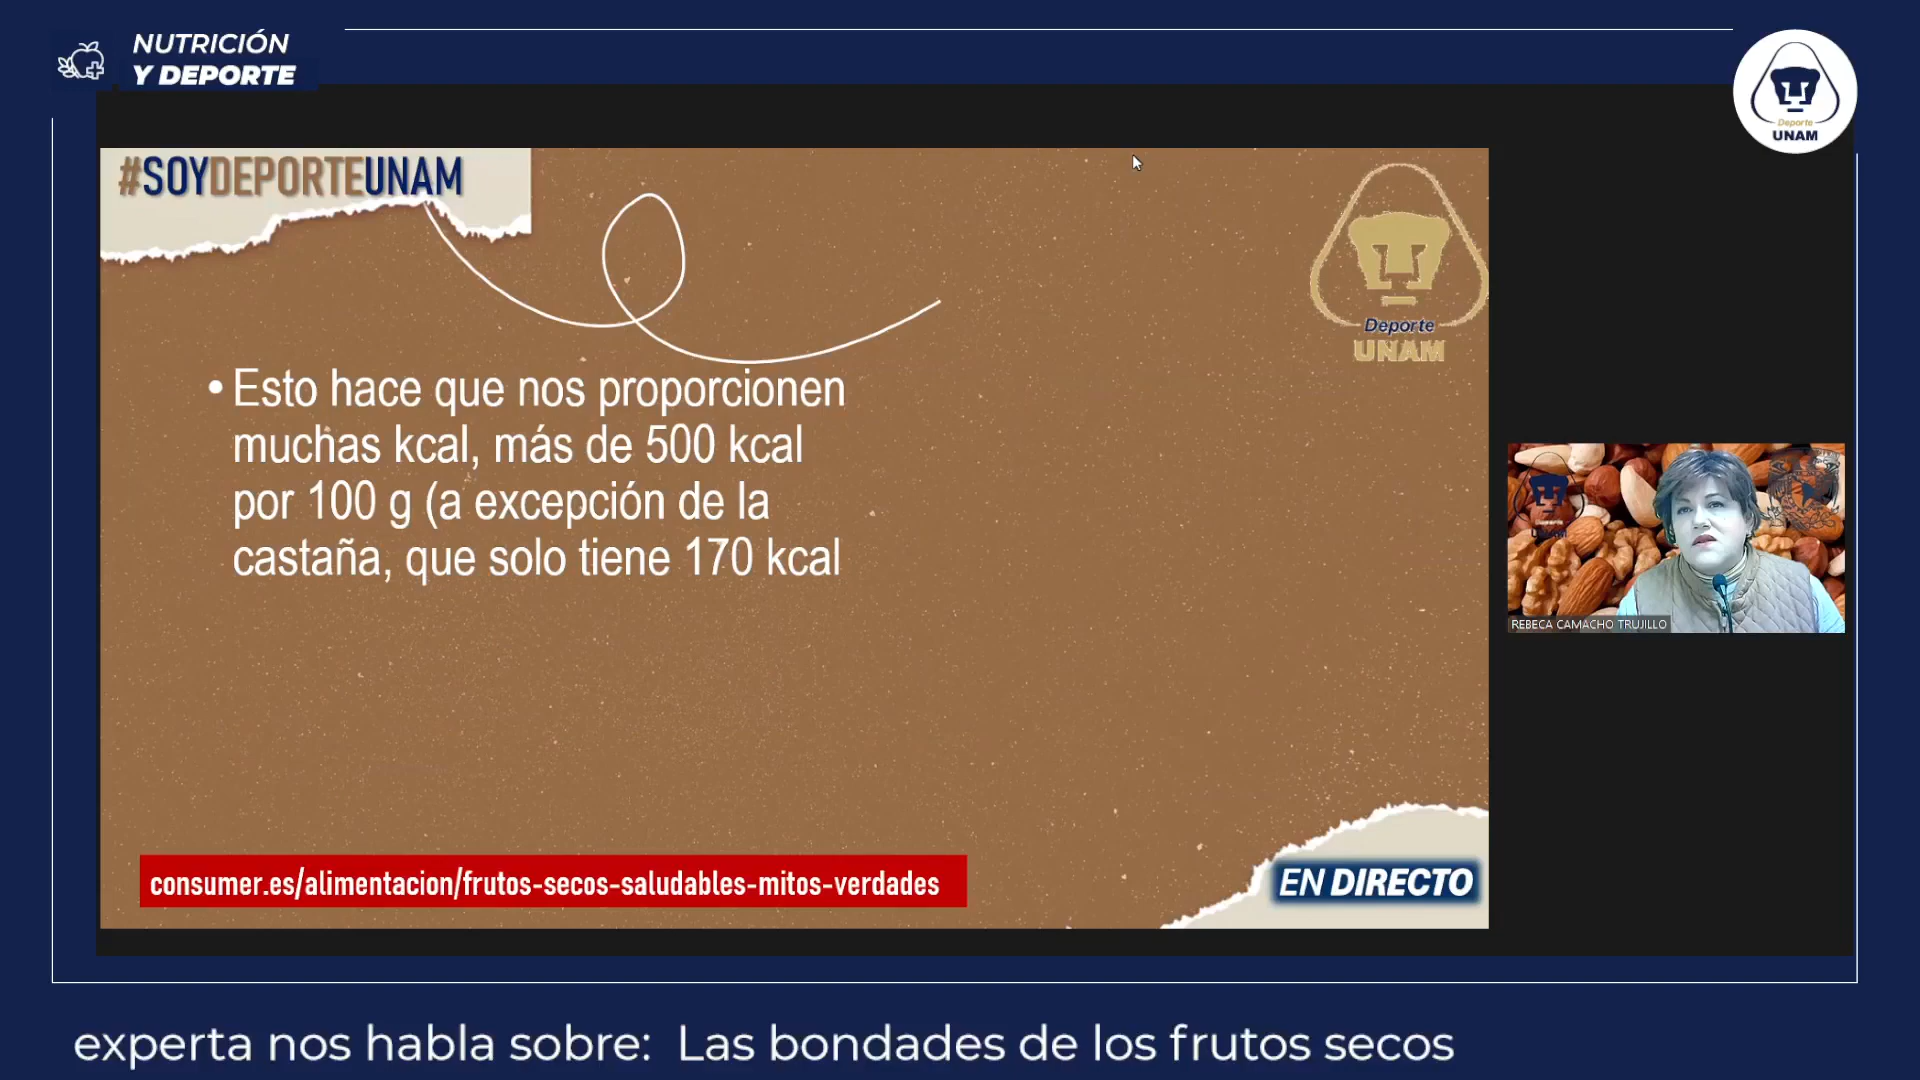 NUTRICIÓN
Y DEPORTE
Deporte
UNAM
#SOYDEPORTEUNAM
Deporte
UNAM
• Esto hace que nos proporcionen
muchas kcal, más de 500 kcal
por 100 g (a excepción de la
castaña, que solo tiene 170 kcal
REBECA CAMACHO TRUJILLO
consumer.es/alimentacion/frutos-secos-saludables-mitos-verdades
EN DIRECTO
experta nos habla sobre: Las bondades de los frutos secos